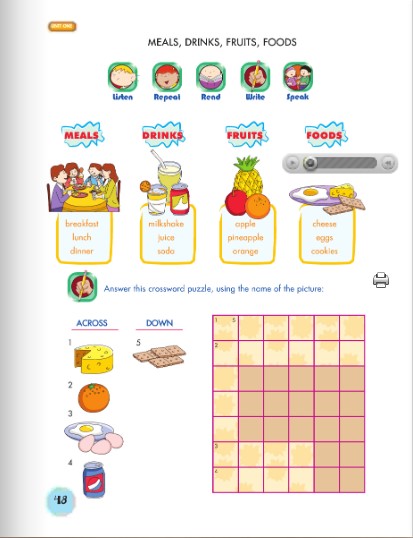 UNIT ONE
MEALS, DRINKS, FRUITS, FOODS
Listen Repeat Read Write Speak
MEALS DRINKS FRUITS FOODS
breakfast milkshake apple cheese
lunch juice pineapple eggs
dinner soda orange cookies
Answer this crossword puzzle, using the name of the picture:
ACROSS DOWN
1 5
2
3
4
1 5
2
3
4
48